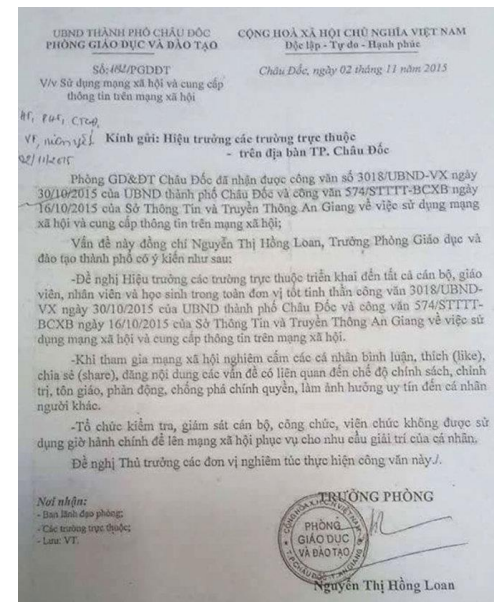 UBND THÀNH PHỐ CHÂU ĐỐC
PHÒNG GIÁO DỤC VÀ ĐÀO TẠO
CỘNG HOÀ XÃ HỘI CHỦ NGHĨA VIỆT NAM
Độc lập - Tự do - Hạnh phúc
Số: /PGDĐT
V/v Sử dụng mạng xã hội và cung cấp
thông tin trên mạng xã hội
Châu Đốc, ngày 02 tháng 11 năm 2015
Kính gửi: Hiệu trưởng các trường trực thuộc
- trên địa bàn TP. Châu Đốc
Phòng GD&ĐT Châu Đốc đã nhận được công văn số 3018/UBND-VX ngày
30/10/2015 của UBND thành phố Châu Đốc và công văn 574/STTTT-BCXB ngày
16/10/2015 của Sở Thông Tin và Truyền Thông An Giang về việc sử dụng mạng
xã hội và cung cấp thông tin trên mạng xã hội;
Vấn đề này đồng chí Nguyễn Thị Hồng Loan, Trưởng Phòng Giáo dục và
đào tạo thành phố có ý kiến như sau:
-Đề nghị Hiệu trưởng các trường trực thuộc triển khai đến tất cả cán bộ, giáo
viên, nhân viên và học sinh trong toàn đơn vị tốt tinh thần công văn 3018/UBND-
VX ngày 30/10/2015 của UBND thành phố Châu Đốc và công văn 574/STTTT-
BCXB ngày 16/10/2015 của Sở Thông Tin và Truyền Thông An Giang về việc sử
dụng mạng xã hội và cung cấp thông tin trên mạng xã hội.
-Khi tham gia mạng xã hội nghiêm cấm các cá nhân bình luận, thích (like),
chia sẻ (share), đăng nội dung các vấn đề có liên quan đến chế độ chính sách, chính
trị, tôn giáo, phản động, chống phá chính quyền, làm ảnh hưởng uy tín đến cá nhân
người khác.
-Tổ chức kiểm tra, giám sát cán bộ, công chức, viên chức không được sử
dụng giờ hành chính để lên mạng xã hội phục vụ cho nhu cầu giải trí của cá nhân.
Đề nghị Thủ trưởng các đơn vị nghiêm túc thực hiện công văn này./.
Nơi nhận:
- Ban lãnh đạo phòng;
- Các trường trực thuộc;
- Lưu: VT.
TRƯỞNG PHÒNG
PHÒNG
GIÁO DỤC
VÀ ĐÀO TẠO
Nguyễn Thị Hồng Loan